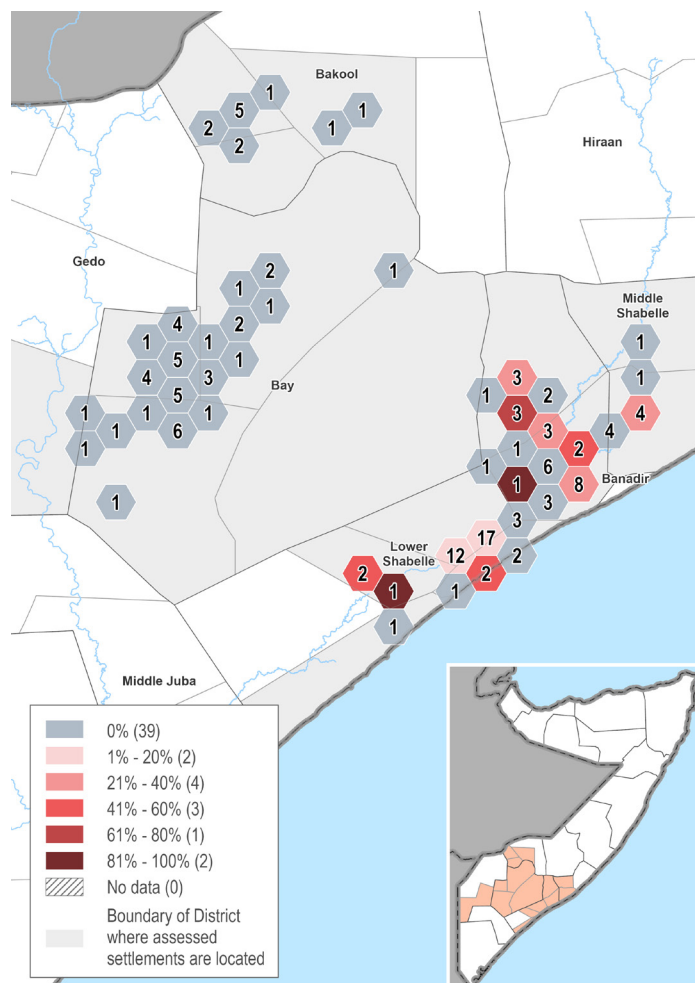 Bakool
1
5
1
2
1
2
Hiraan
Gedo
2
1
1
2
1
4
1
1
5
1
4
3
5
Bay
1
1
1
1
6
1
1
Middle
Shabelle
1
1
3
1
2
3
4
3
4
1
2
6
1
1
8
Banadir
3
3
17
2
12
Lower
Shabelle
2
2
1
1
1
Middle Juba
0% (39)
1% - 20% (2)
21% - 40% (4)
41% - 60% (3)
61% - 80% (1)
81% - 100% (2)
No data (0)
Boundary of District
where assessed
settlements are located